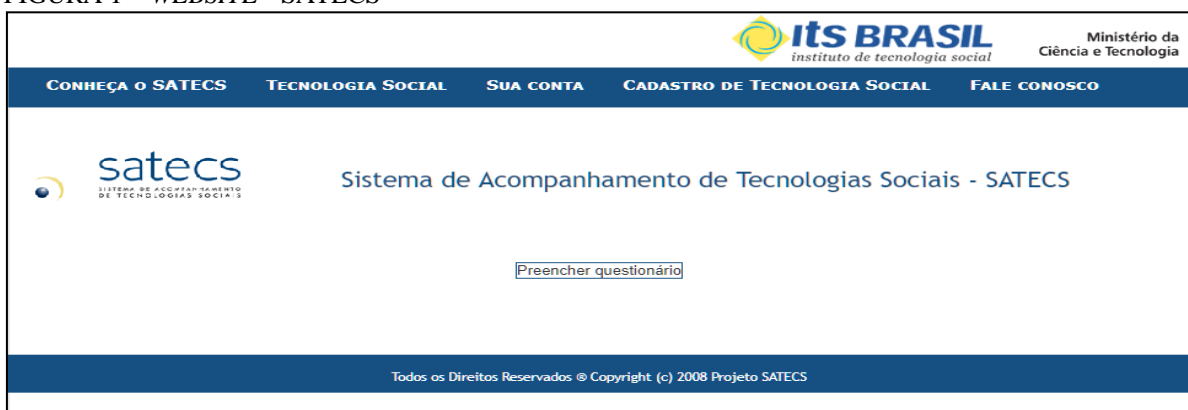 FIGURA 1 – WEBSITE - SATECS
ItS BRASIL
instituto de tecnologia social
Ministério da
Ciência e Tecnologia
CONHEÇA O SATECS TECNOLOGIA SOCIAL SUA CONTA CADASTRO DE TECNOLOGIA SOCIAL FALE CONOSCO
satecs
SISTEMA DE ACOMPANHAMENTO
DE TECNOLOGIAS SOCIAIS
Sistema de Acompanhamento de Tecnologias Sociais - SATECS
Preencher questionário
Todos os Direitos Reservados ® Copyright (c) 2008 Projeto SATECS